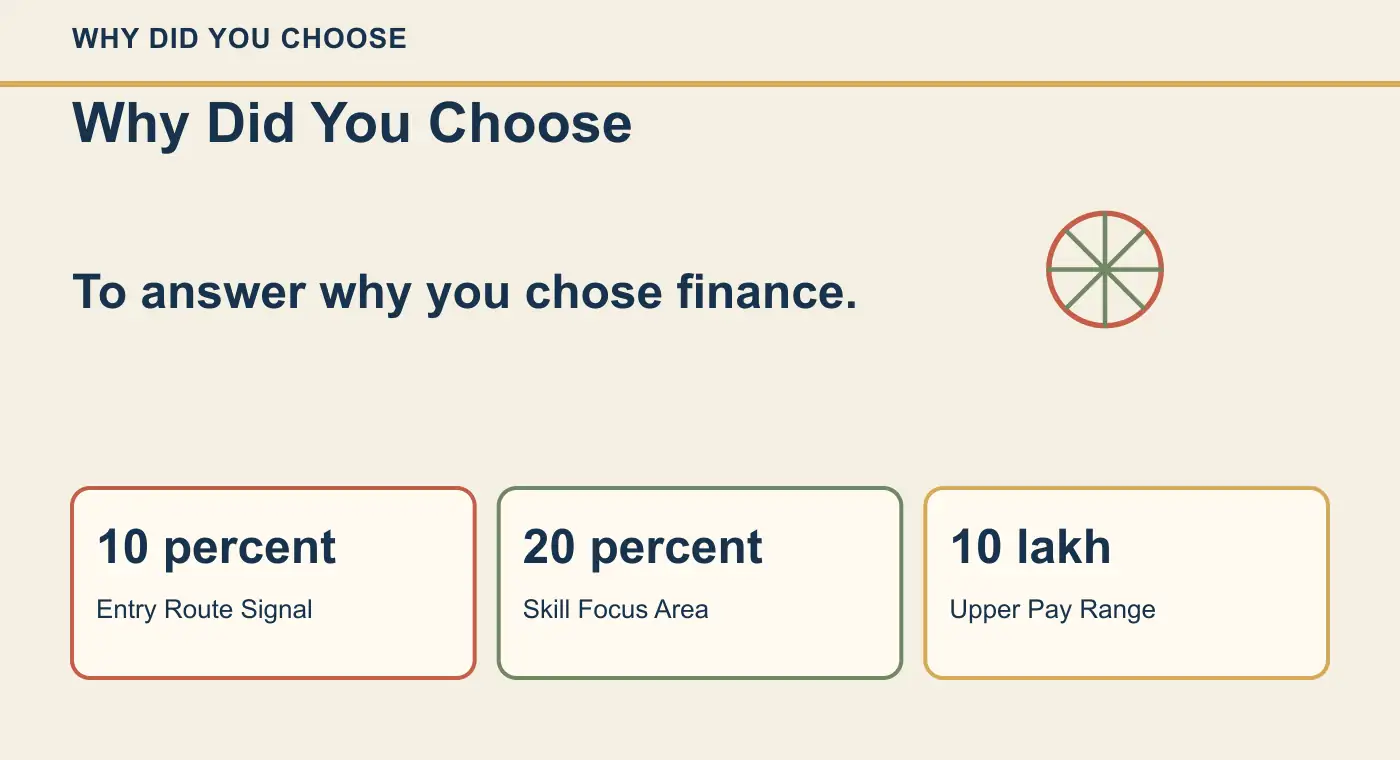 WHY DID YOU CHOOSE
Why Did You Choose
To answer why you chose finance.
10 percent
Entry Route Signal
20 percent
Skill Focus Area
10 lakh
Upper Pay Range